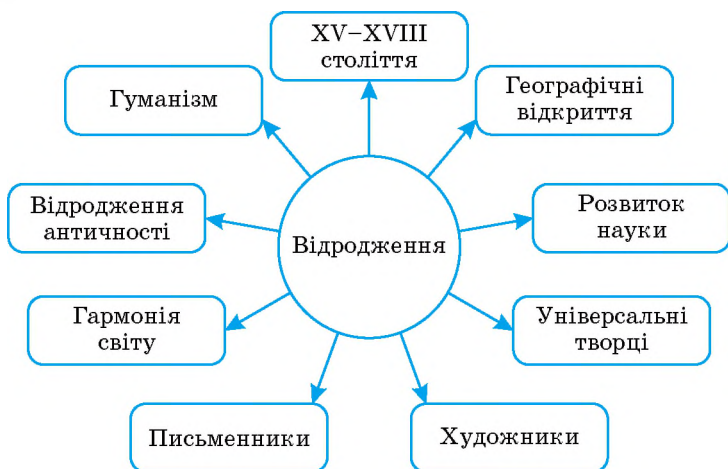 XV–XVIII
століття
Гуманізм
Географічні
відкриття
Відродження
античності
Відродження
Розвиток
науки
Гармонія
світу
Універсальні
творці
Письменники
Художники